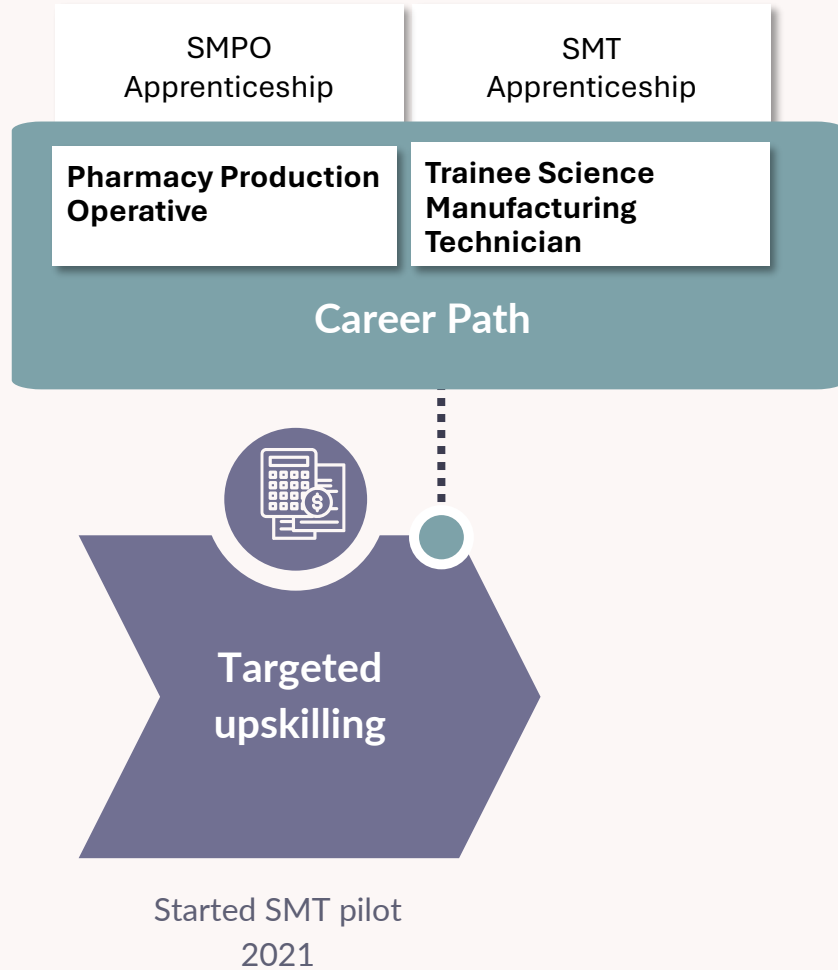 SMPO
Apprenticeship
SMT
Apprenticeship
Pharmacy Production
Operative
Trainee Science
Manufacturing
Technician
Career Path
$
Targeted
upskilling
Started SMT pilot
2021